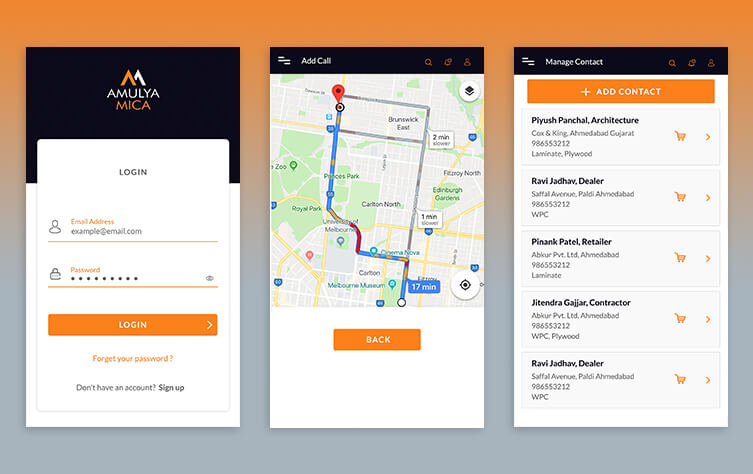 AMULYA
MICA
LOGIN
Email Address
example@email.com
Password
LOGIN
Forget your password ?
Don't have an account? Sign up
Add Call
Brunswick
East
2 min
slower
Fitzroy North
Princes Park
Edinburgh
Gardens
Carlton North
Royal Park
1 min
slower
University of
Melbourne
Cinema Nova
Carlton
Fitzroy
Melbourne Museum
17 min
BACK
Manage Contact
+ ADD CONTACT
Piyush Panchal, Architecture
Cox & King, Ahmedabad Gujarat
986553212
Laminate, Plywood
Ravi Jadhav, Dealer
Saffal Avenue, Paldi Ahmedabad
986553212
WPC
Pinank Patel, Retailer
Abkur Pvt. Ltd, Ahmedabad
986553212
Laminate
Jitendra Gajjar, Contractor
Abkur Pvt. Ltd, Ahmedabad
986553212
WPC, Plywood
Ravi Jadhav, Dealer
Saffal Avenue, Paldi Ahmedabad
986553212
WPC